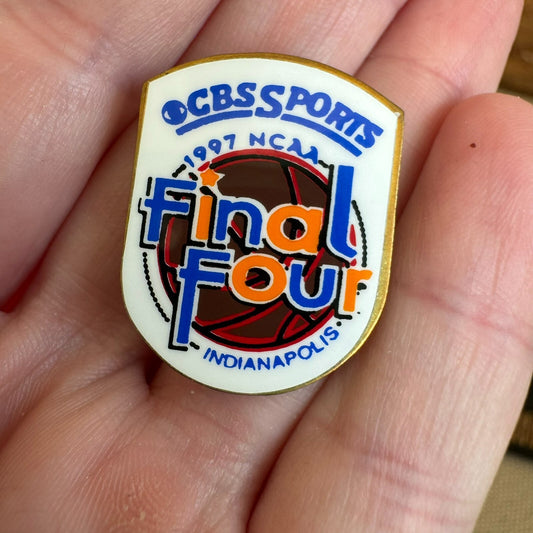 CBS SPORTS
1997 NCAA
final
four
INDIANAPOLIS